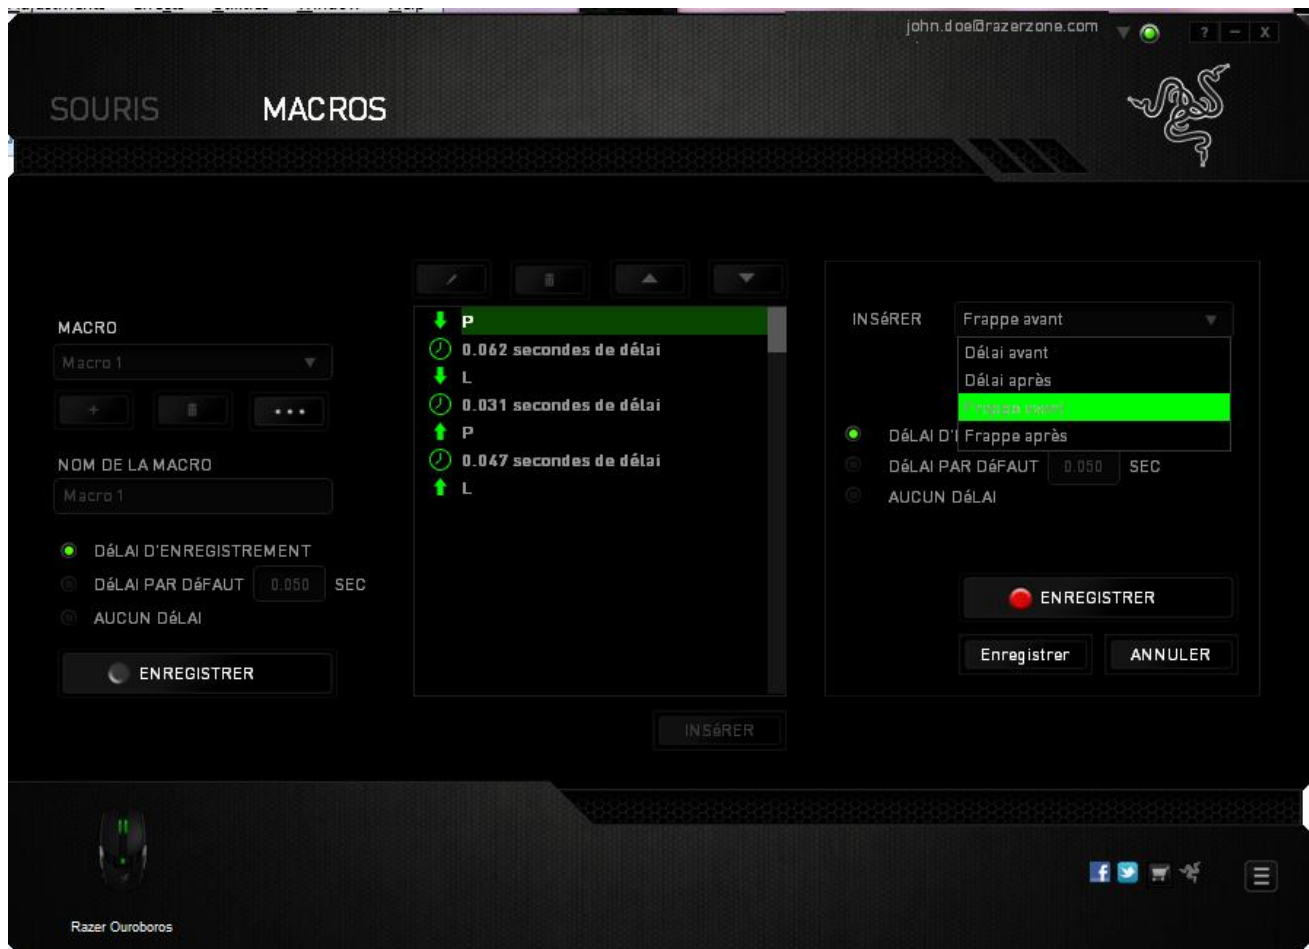 john.doe@razerzone.com
? – X
SOURIS MACROS
MACRO
Macro 1
+
...
NOM DE LA MACRO
Macro 1
DéLAI D'ENREGISTREMENT
DéLAI PAR DéFAUT 0.050 SEC
AUCUN DéLAI
ENREGISTRER
P
0.062 secondes de délai
L
0.031 secondes de délai
P
0.047 secondes de délai
L
INSéRER
INSéRER Frappe avant
Délai avant
Délai après
Frappe avant
Frappe après
DéLAI D'
DéLAI PAR DéFAUT 0.050 SEC
AUCUN DéLAI
ENREGISTRER
Enregistrer ANNULER
Razer Ouroboros